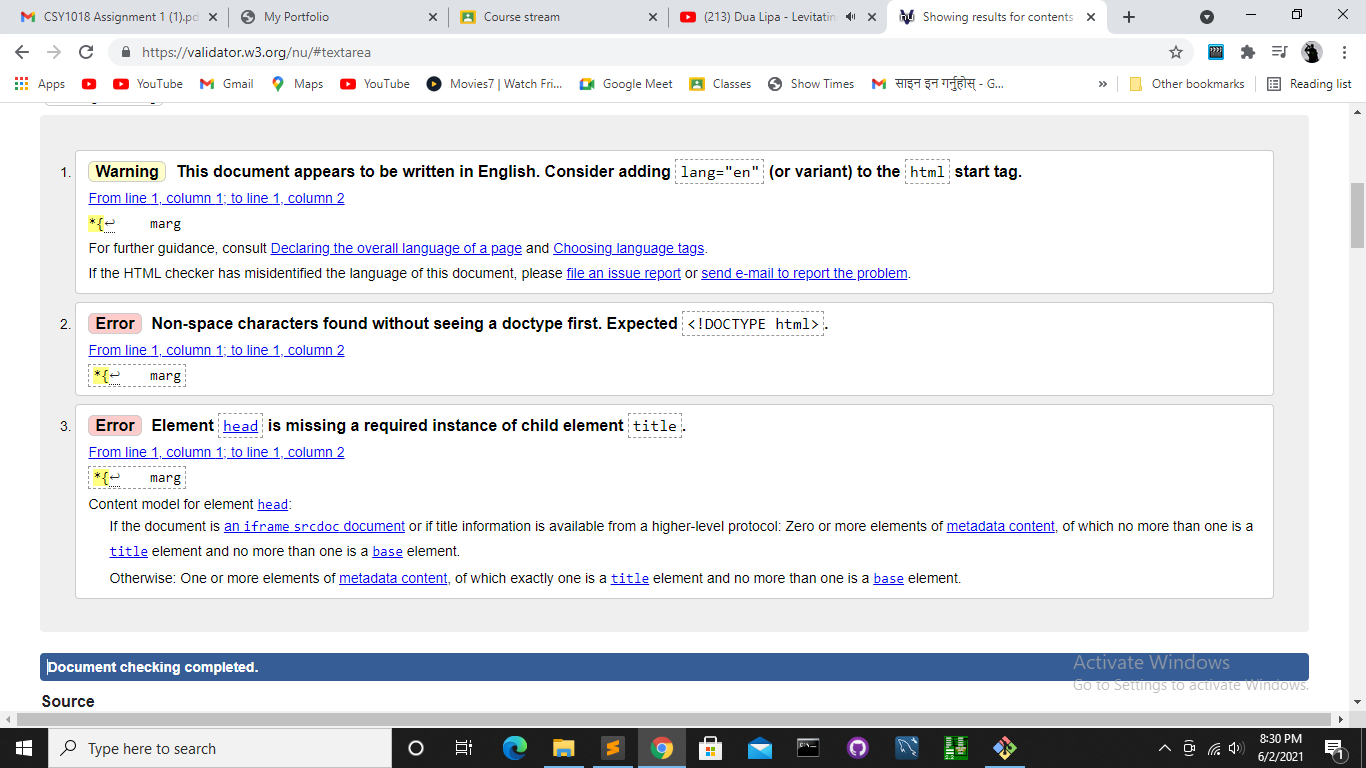 CSY1018 Assignment 1 (1).pd
My Portfolio
Course stream
(213) Dua Lipa - Levitatin
Showing results for contents
https://validator.w3.org/nu/#textarea
Apps
YouTube
Gmail
Maps
YouTube
Movies7 | Watch Fri...
Google Meet
Classes
Show Times
साइन इन गर्नुहोस् - G...
»
Other bookmarks
Reading list
1. Warning This document appears to be written in English. Consider adding lang="en" (or variant) to the html start tag.
From line 1, column 1; to line 1, column 2
*{↩ marg
For further guidance, consult Declaring the overall language of a page and Choosing language tags.
If the HTML checker has misidentified the language of this document, please file an issue report or send e-mail to report the problem.
2. Error Non-space characters found without seeing a doctype first. Expected <!DOCTYPE html>.
From line 1, column 1; to line 1, column 2
*{↩ marg
3. Error Element head is missing a required instance of child element title.
From line 1, column 1; to line 1, column 2
*{↩ marg
Content model for element head:
If the document is an iframe srcdoc document or if title information is available from a higher-level protocol: Zero or more elements of metadata content, of which no more than one is a
title element and no more than one is a base element.
Otherwise: One or more elements of metadata content, of which exactly one is a title element and no more than one is a base element.
Document checking completed.
Activate Windows
Go to Settings to activate Windows.
Source
Type here to search
8:30 PM
6/2/2021
1